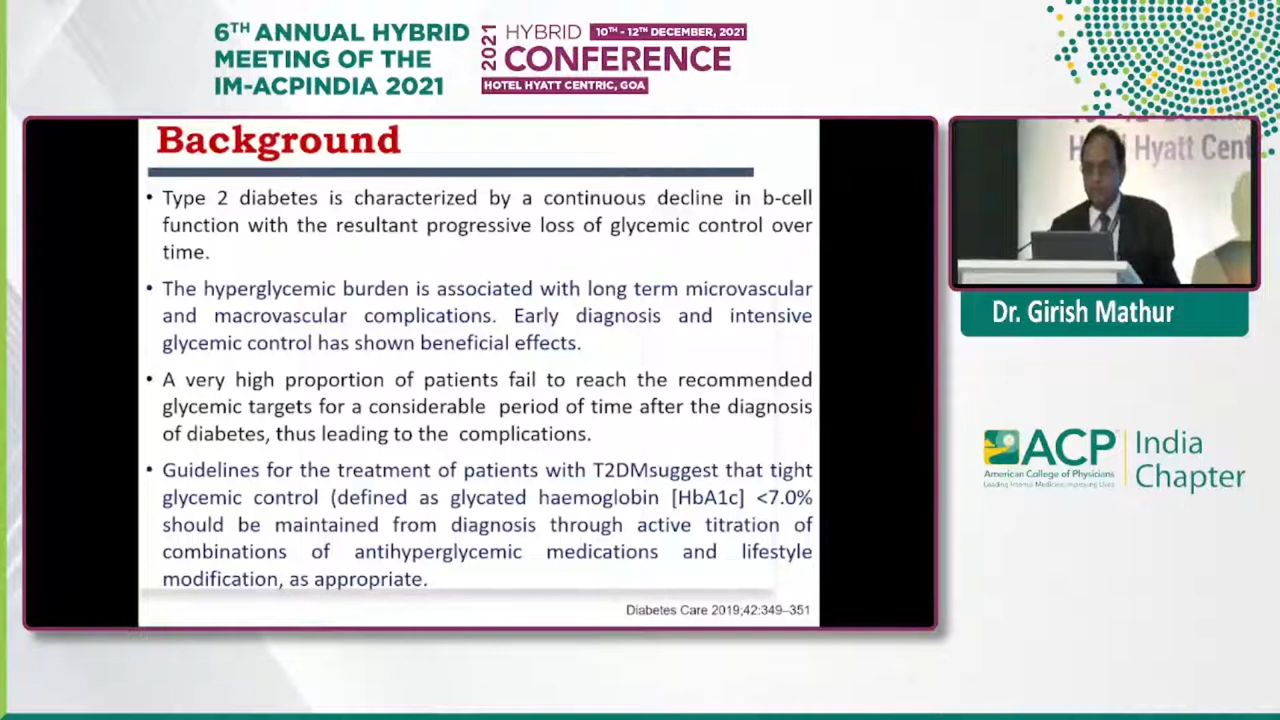 6TH ANNUAL HYBRID
MEETING OF THE
IM-ACPINDIA 2021
2021
HYBRID
10TH - 12TH DECEMBER, 2021
CONFERENCE
HOTEL HYATT CENTRIC, GOA
Background
• Type 2 diabetes is characterized by a continuous decline in b-cell
function with the resultant progressive loss of glycemic control over
time.
• The hyperglycemic burden is associated with long term microvascular
and macrovascular complications. Early diagnosis and intensive
glycemic control has shown beneficial effects.
• A very high proportion of patients fail to reach the recommended
glycemic targets for a considerable period of time after the diagnosis
of diabetes, thus leading to the complications.
• Guidelines for the treatment of patients with T2DMsuggest that tight
glycemic control (defined as glycated haemoglobin [HbA1c] <7.0%
should be maintained from diagnosis through active titration of
combinations of antihyperglycemic medications and lifestyle
modification, as appropriate.
Diabetes Care 2019;42:349–351
Hyatt Cent
Dr. Girish Mathur
ACP
American College of Physicians
Leading Internal Medicine, Improving Lives
India
Chapter